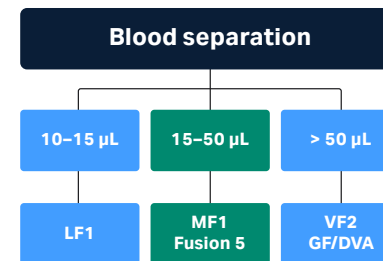 Blood separation
10–15 µL
15–50 µL
> 50 µL
LF1
MF1
Fusion 5
VF2
GF/DVA